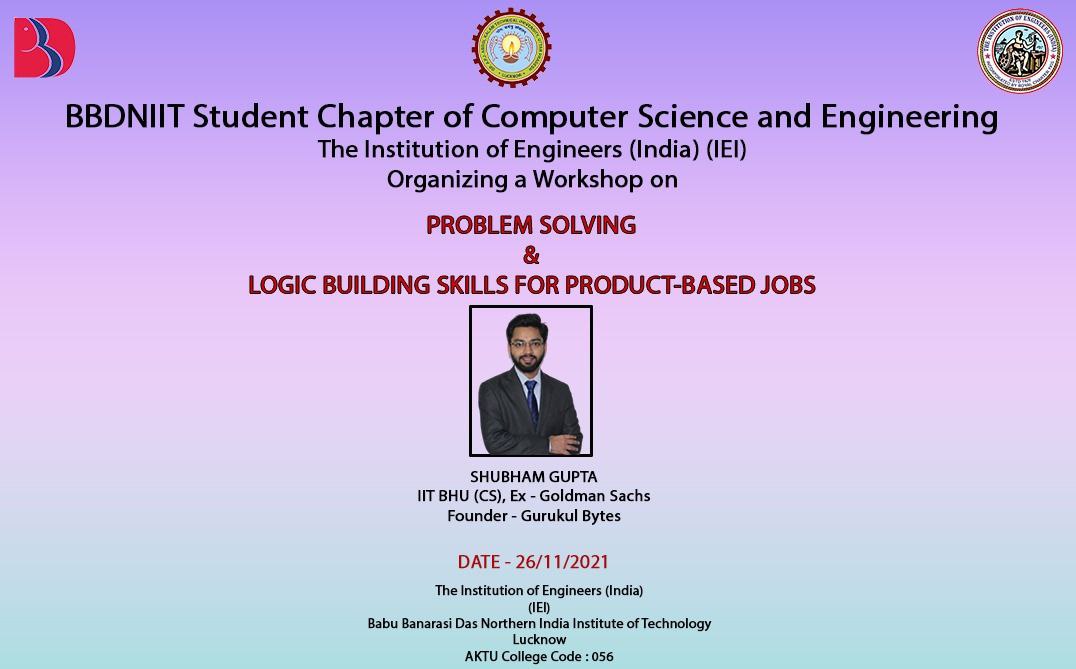 BBDNIIT Student Chapter of Computer Science and Engineering
The Institution of Engineers (India) (IEI)
Organizing a Workshop on
PROBLEM SOLVING
&
LOGIC BUILDING SKILLS FOR PRODUCT-BASED JOBS
SHUBHAM GUPTA
IIT BHU (CS), Ex - Goldman Sachs
Founder - Gurukul Bytes
DATE - 26/11/2021
The Institution of Engineers (India)
(IEI)
Babu Banarasi Das Northern India Institute of Technology
Lucknow
AKTU College Code : 056